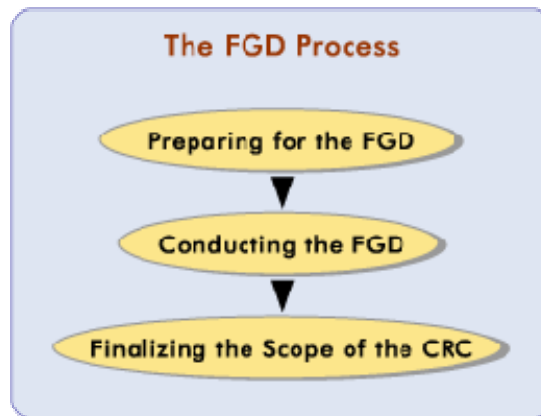 The FGD Process
Preparing for the FGD
Conducting the FGD
Finalizing the Scope of the CRC